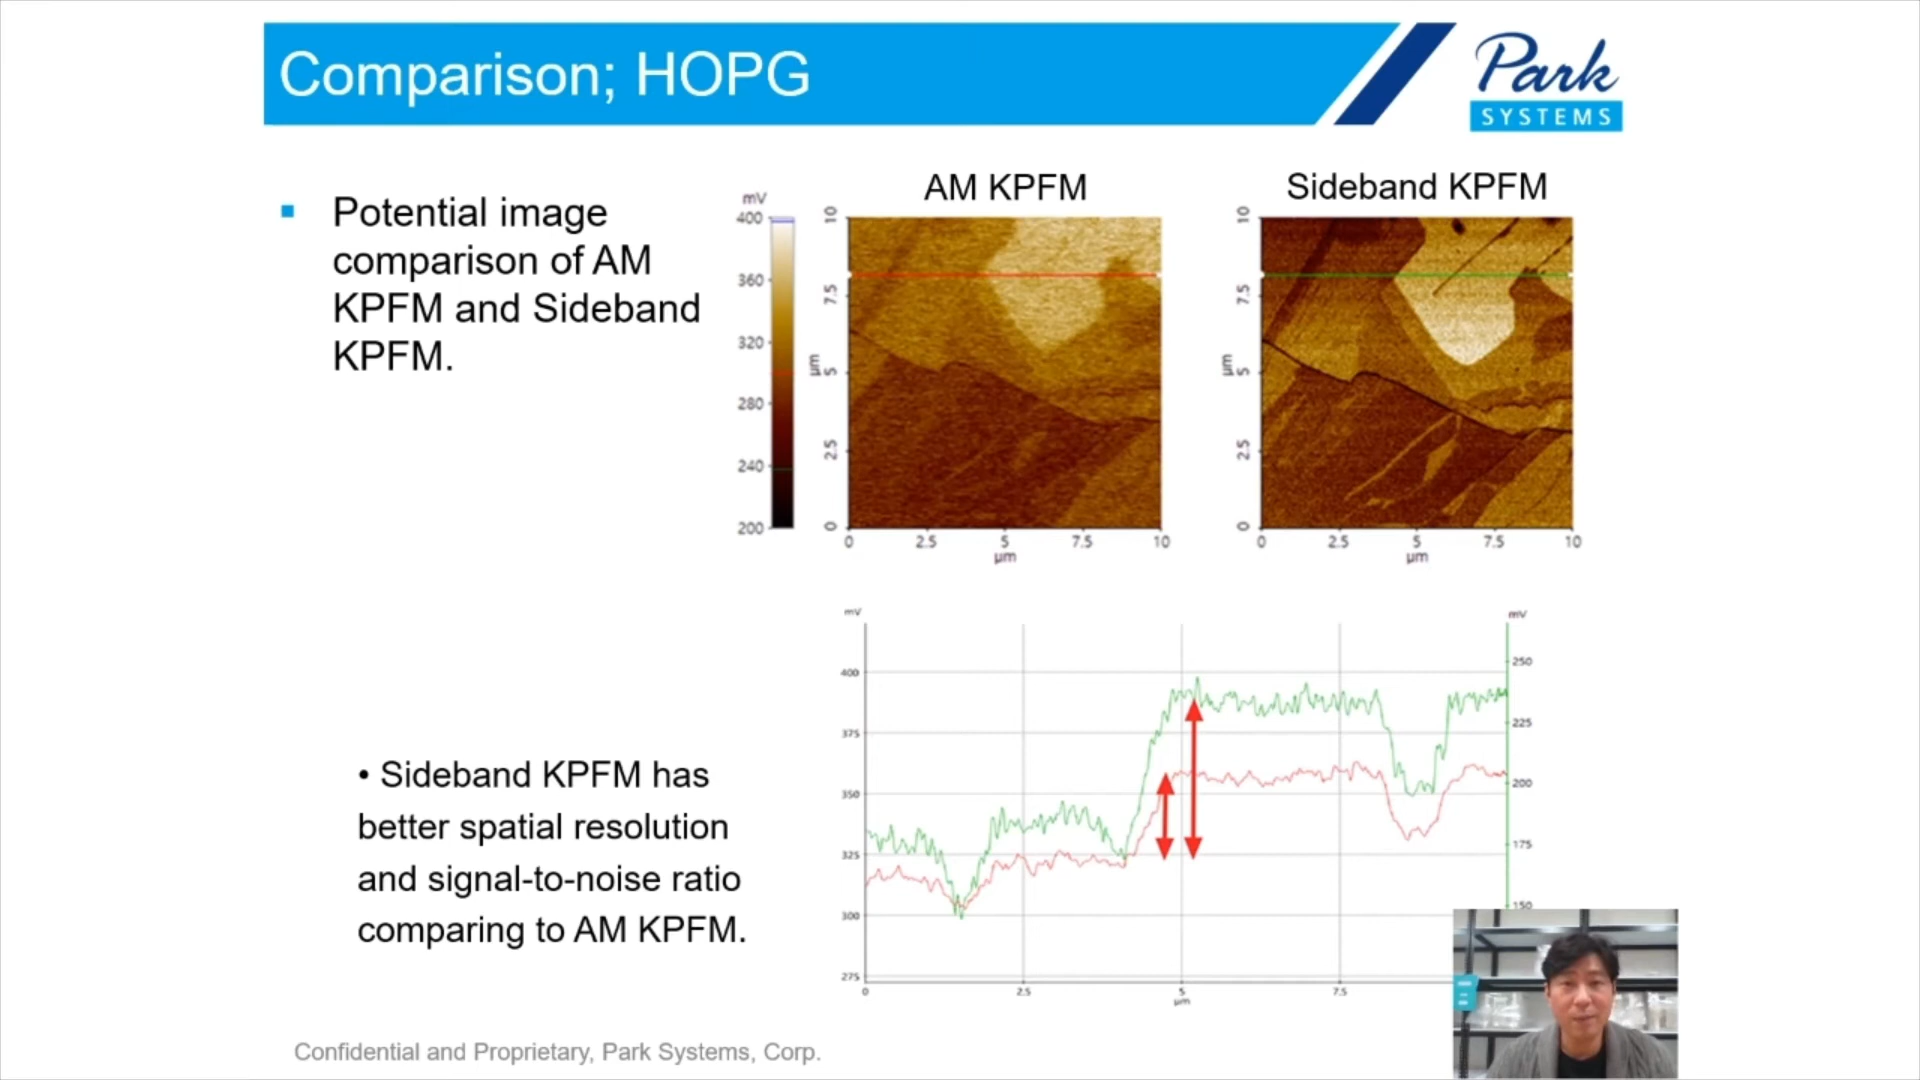 Comparison; HOPG
Park
SYSTEMS
Potential image
comparison of AM
KPFM and Sideband
KPFM.
mV
400
360
320
280
240
200
AM KPFM
10
7.5
µm
5
2.5
0
0 2.5 5 7.5 10
µm
Sideband KPFM
10
7.5
µm
5
2.5
0
0 2.5 5 7.5 10
µm
• Sideband KPFM has
better spatial resolution
and signal-to-noise ratio
comparing to AM KPFM.
mV
400
375
350
325
300
275
0 2.5 5 7.5
µm
mV
250
225
200
175
150
Confidential and Proprietary, Park Systems, Corp.